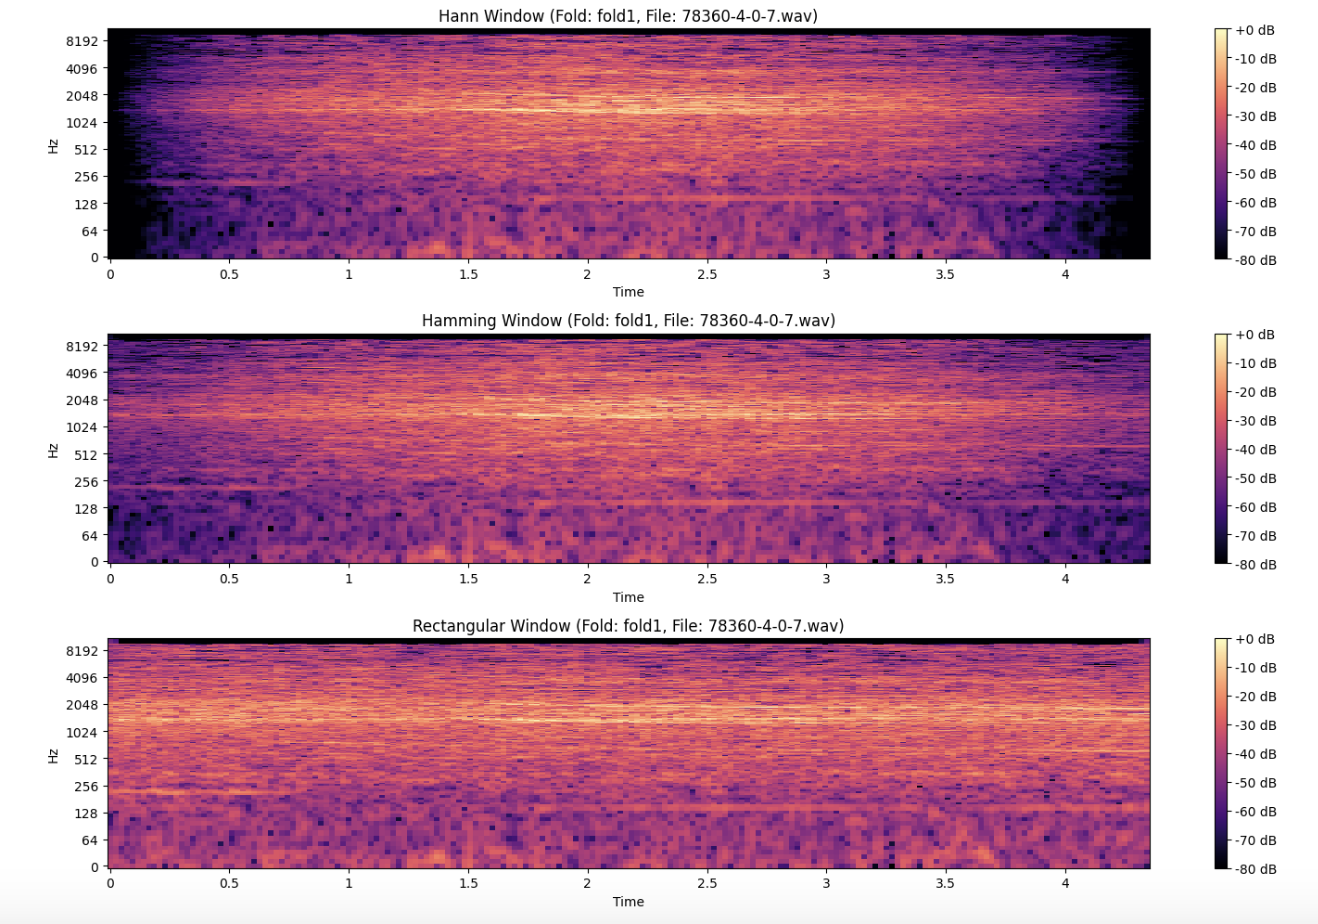 Hann Window (Fold: fold1, File: 78360-4-0-7.wav)
8192
4096
2048
1024
512
256
128
64
0
Hz
0 0.5 1 1.5 2 2.5 3 3.5 4
Time
+0 dB
-10 dB
-20 dB
-30 dB
-40 dB
-50 dB
-60 dB
-70 dB
-80 dB
Hamming Window (Fold: fold1, File: 78360-4-0-7.wav)
8192
4096
2048
1024
512
256
128
64
0
Hz
0 0.5 1 1.5 2 2.5 3 3.5 4
Time
+0 dB
-10 dB
-20 dB
-30 dB
-40 dB
-50 dB
-60 dB
-70 dB
-80 dB
Rectangular Window (Fold: fold1, File: 78360-4-0-7.wav)
8192
4096
2048
1024
512
256
128
64
0
Hz
0 0.5 1 1.5 2 2.5 3 3.5 4
Time
+0 dB
-10 dB
-20 dB
-30 dB
-40 dB
-50 dB
-60 dB
-70 dB
-80 dB